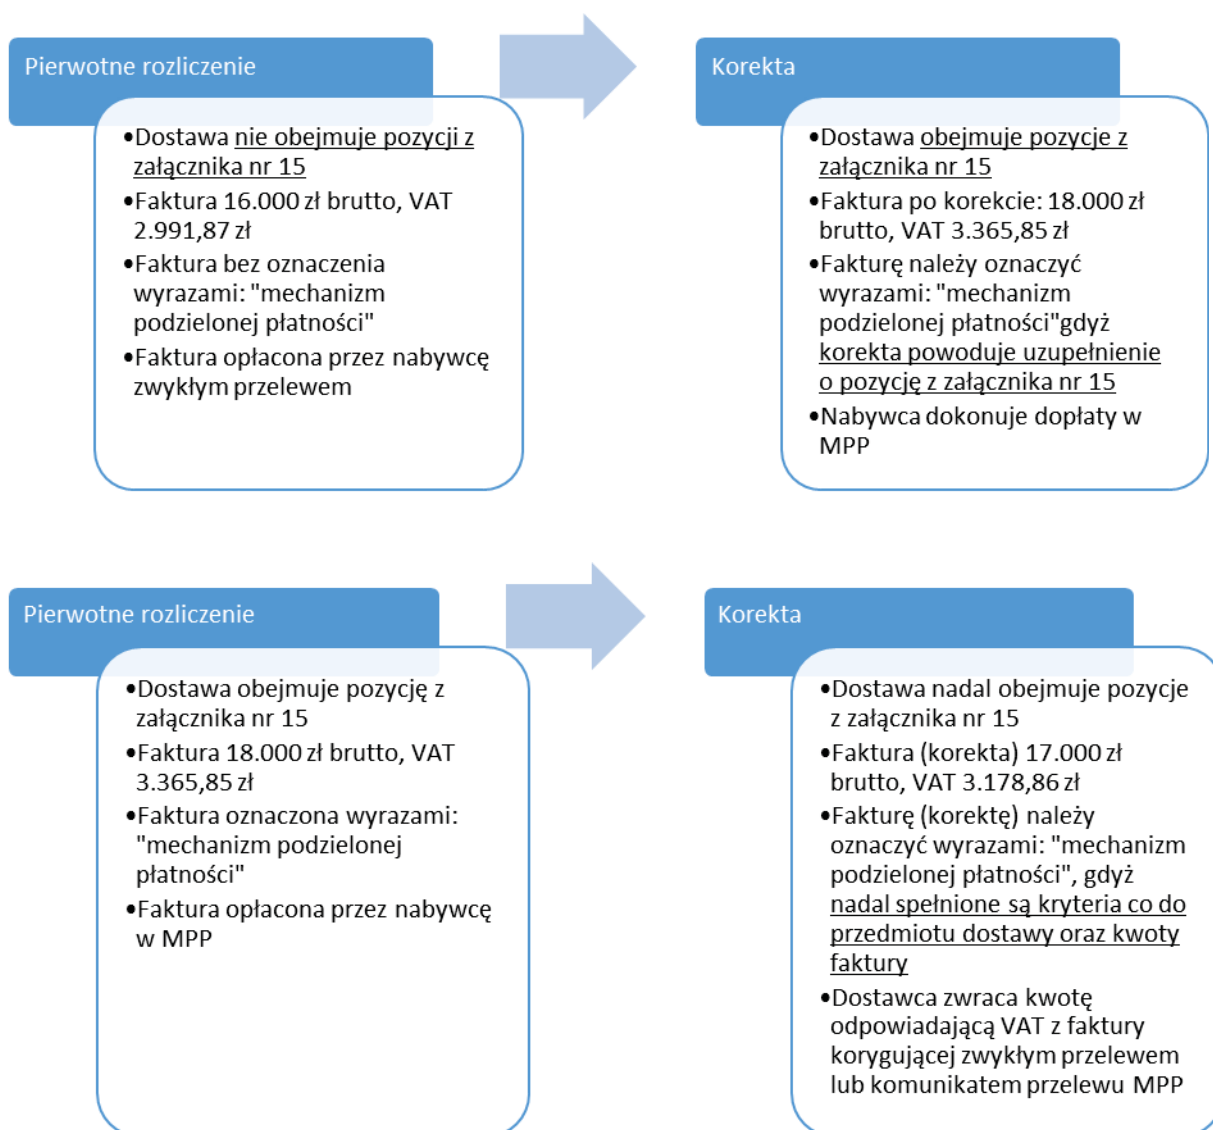 Pierwotne rozliczenie
•Dostawa nie obejmuje pozycji z
załącznika nr 15
•Faktura 16.000 zł brutto, VAT
2.991,87 zł
•Faktura bez oznaczenia
wyrazami: "mechanizm
podzielonej płatności"
•Faktura opłacona przez nabywcę
zwykłym przelewem
Korekta
•Dostawa obejmuje pozycje z
załącznika nr 15
•Faktura po korekcie: 18.000 zł
brutto, VAT 3.365,85 zł
•Fakturę należy oznaczyć
wyrazami: "mechanizm
podzielonej płatności"gdyż
korekta powoduje uzupełnienie
o pozycję z załącznika nr 15
•Nabywca dokonuje dopłaty w
MPP
Pierwotne rozliczenie
•Dostawa obejmuje pozycję z
załącznika nr 15
•Faktura 18.000 zł brutto, VAT
3.365,85 zł
•Faktura oznaczona wyrazami:
"mechanizm podzielonej
płatności"
•Faktura opłacona przez nabywcę
w MPP
Korekta
•Dostawa nadal obejmuje pozycje
z załącznika nr 15
•Faktura (korekta) 17.000 zł
brutto, VAT 3.178,86 zł
•Fakturę (korektę) należy
oznaczyć wyrazami: "mechanizm
podzielonej płatności", gdyż
nadal spełnione są kryteria co do
przedmiotu dostawy oraz kwoty
faktury
•Dostawca zwraca kwotę
odpowiadającą VAT z faktury
korygującej zwykłym przelewem
lub komunikatem przelewu MPP